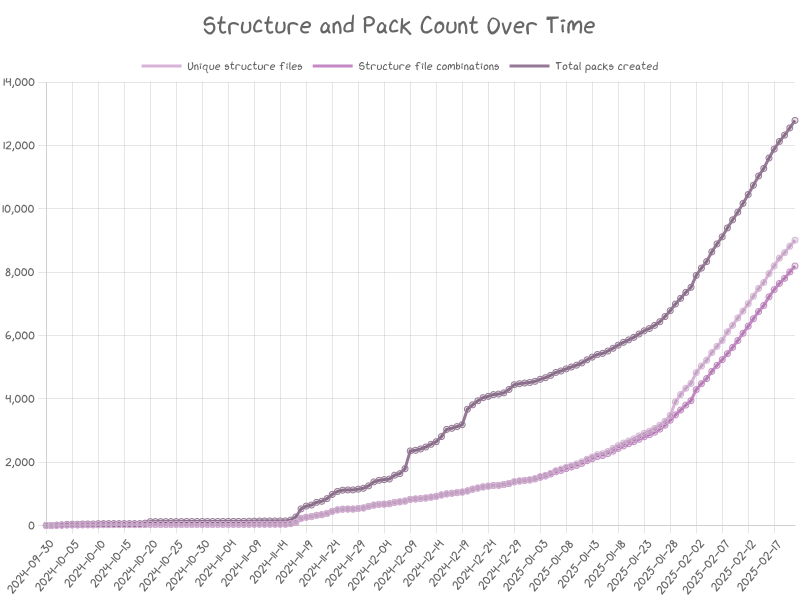 Structure and Pack Count Over Time
Unique structure files Structure file combinations Total packs created
14,000
12,000
10,000
8,000
6,000
4,000
2,000
0
2024-09-30 2024-10-05 2024-10-10 2024-10-15 2024-10-20 2024-10-25 2024-10-30 2024-11-04 2024-11-09 2024-11-14 2024-11-19 2024-11-24 2024-11-29 2024-12-04 2024-12-09 2024-12-14 2024-12-19 2024-12-24 2024-12-29 2025-01-03 2025-01-08 2025-01-13 2025-01-18 2025-01-23 2025-01-28 2025-02-02 2025-02-07 2025-02-12 2025-02-17